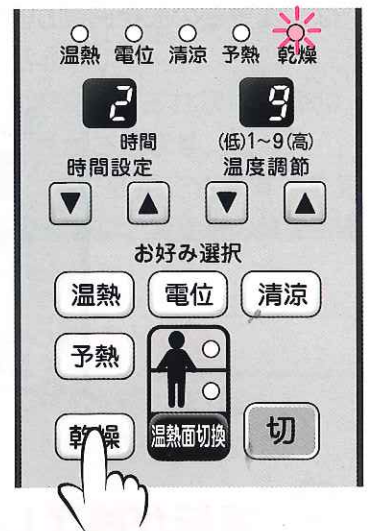 温熱 電位 清涼 予熱 乾燥
2 9
時間 (低)1~9(高)
時間設定 温度調節
▼ ▲ ▼ ▲
お好み選択
温熱 電位 清涼
予熱
乾燥 温熱面切換 切